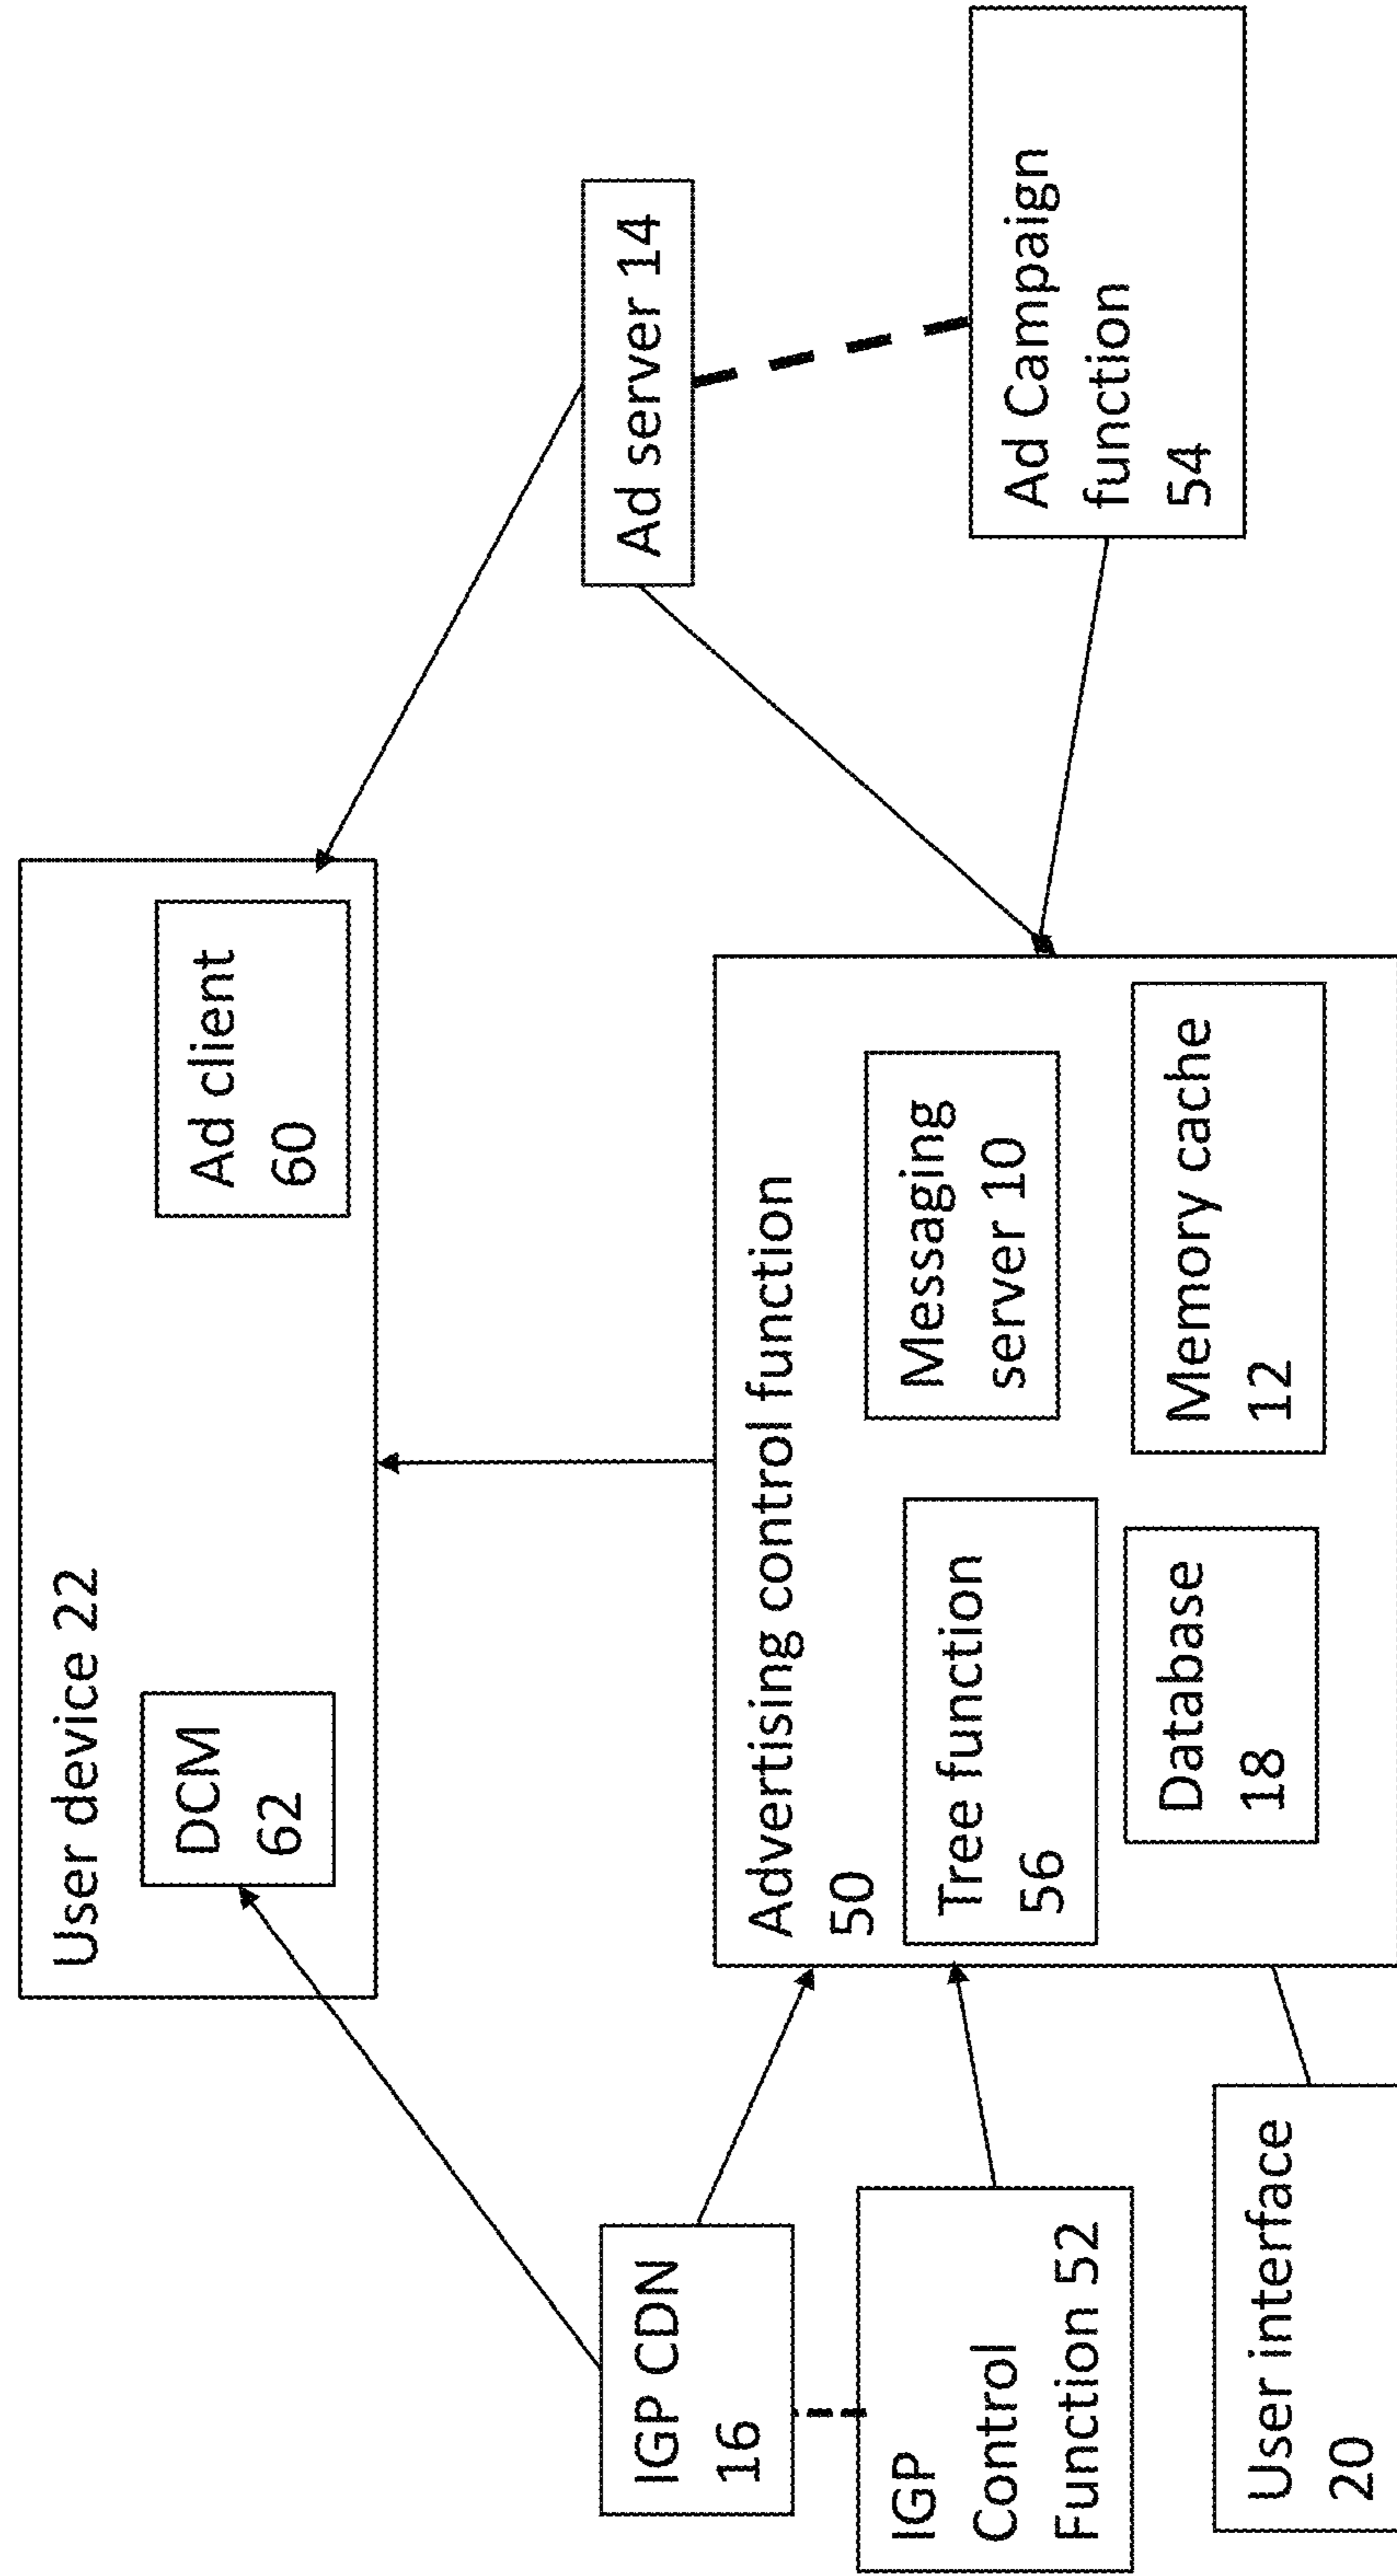 User device 22
DCM
62
Ad client
60
IGP CDN
16
Ad server 14
Advertising control function
50
Messaging
server 10
Tree function
56
IGP
Control
Function 52
Ad Campaign
function
54
Database
18
Memory cache
12
User interface
20